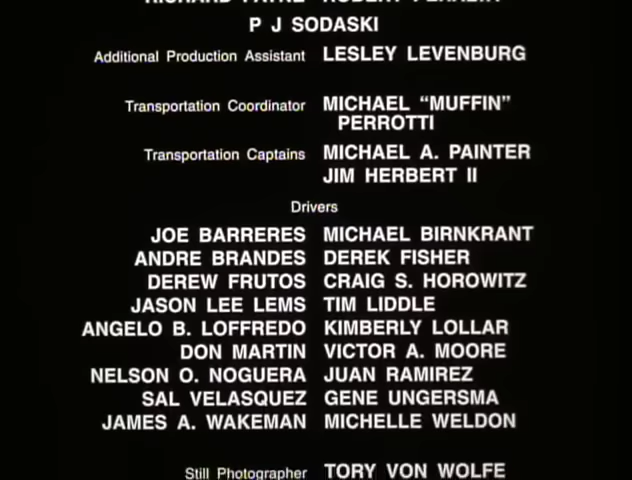 P J SODASKI
Additional Production Assistant LESLEY LEVENBURG
Transportation Coordinator MICHAEL “MUFFIN”
PERROTTI
Transportation Captains MICHAEL A. PAINTER
JIM HERBERT II
Drivers
JOE BARRERES MICHAEL BIRNKRANT
ANDRE BRANDES DEREK FISHER
DEREW FRUTOS CRAIG S. HOROWITZ
JASON LEE LEMS TIM LIDDLE
ANGELO B. LOFFREDO KIMBERLY LOLLAR
DON MARTIN VICTOR A. MOORE
NELSON O. NOGUERA JUAN RAMIREZ
SAL VELASQUEZ GENE UNGERSMA
JAMES A. WAKEMAN MICHELLE WELDON
Still Photographer TORY VON WOLFE